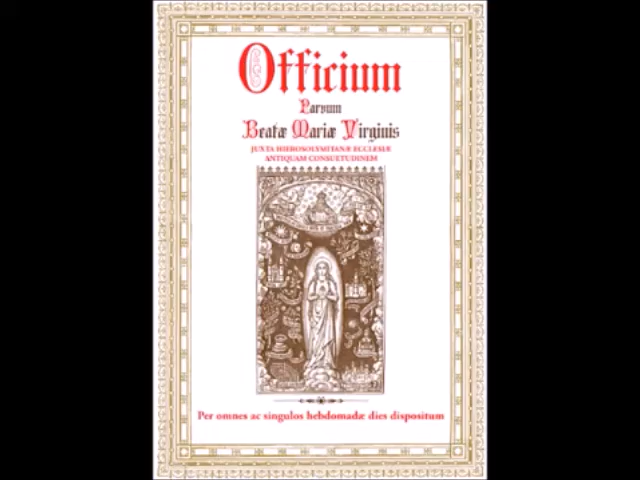 Officium
Parvum
Beatæ Mariæ Virginis
JUXTA HIEROSOLYMITANÆ ECCLESIÆ
ANTIQUAM CONSUETUDINEM
Per omnes ac singulos hebdomadæ dies dispositum